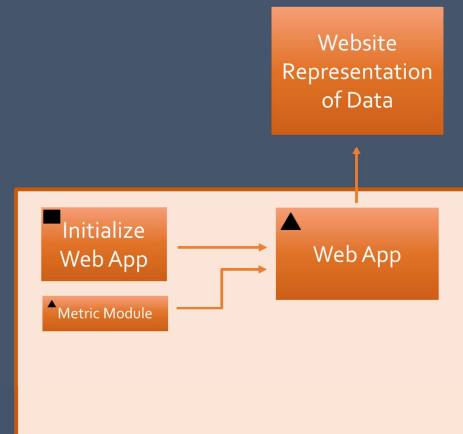 Website
Representation
of Data
Initialize
Web App
Web App
Metric Module